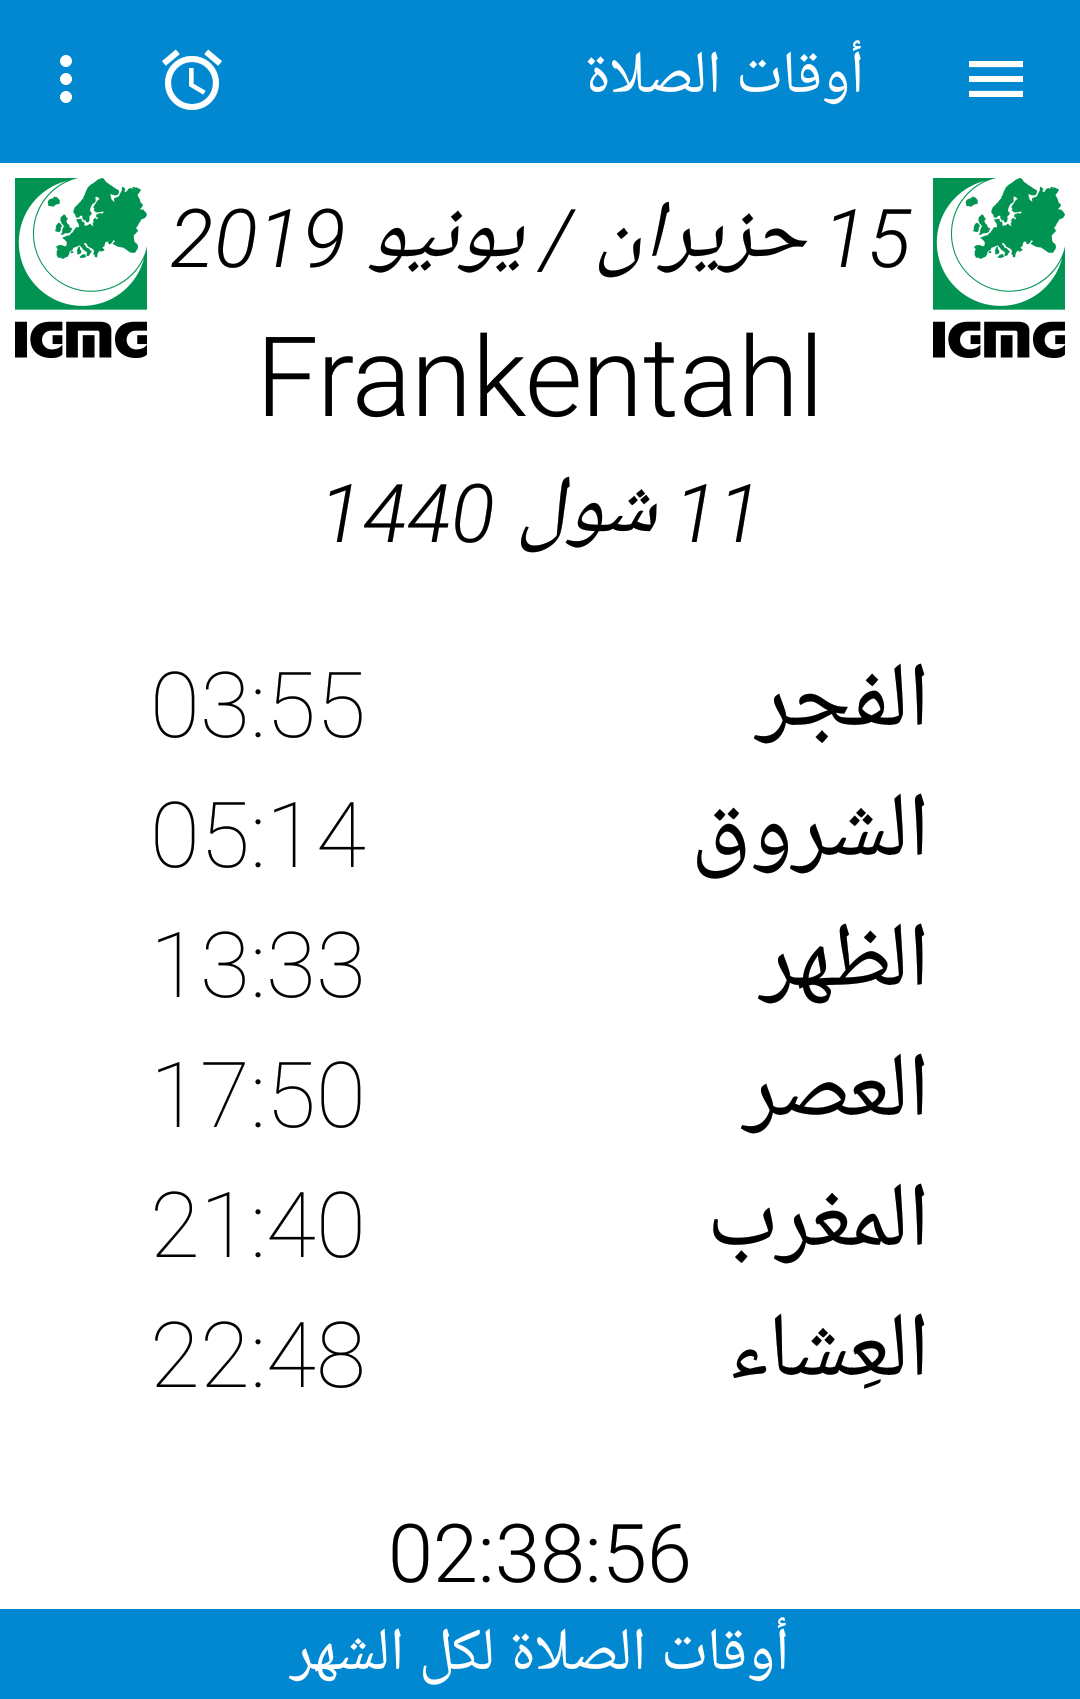 أوقات الصلاة
15 حزيران / يونيو 2019
IGMG
IGMG
Frankentahl
11 شول 1440
الفجر 03:55
الشروق 05:14
الظهر 13:33
العصر 17:50
المغرب 21:40
العِشاء 22:48
02:38:56
أوقات الصلاة لكل الشهر